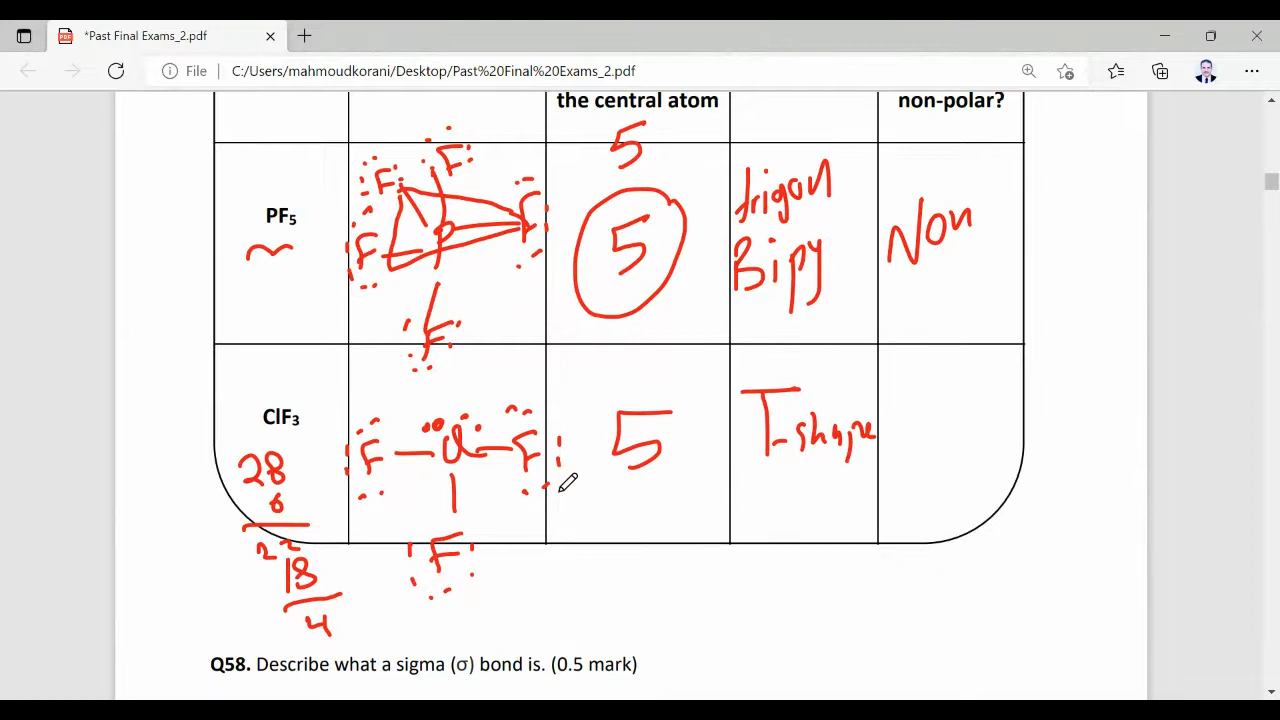 *Past Final Exams_2.pdf
File
C:/Users/mahmoudkorani/Desktop/Past%20Final%20Exams_2.pdf
the central atom
non-polar?
PF5
F
F
F
F
P
F
5
5
trigon
Bipy
Non
ClF3
F
Cl
F
F
5
T-shape
28
6
22
18
4
Q58. Describe what a sigma (σ) bond is. (0.5 mark)